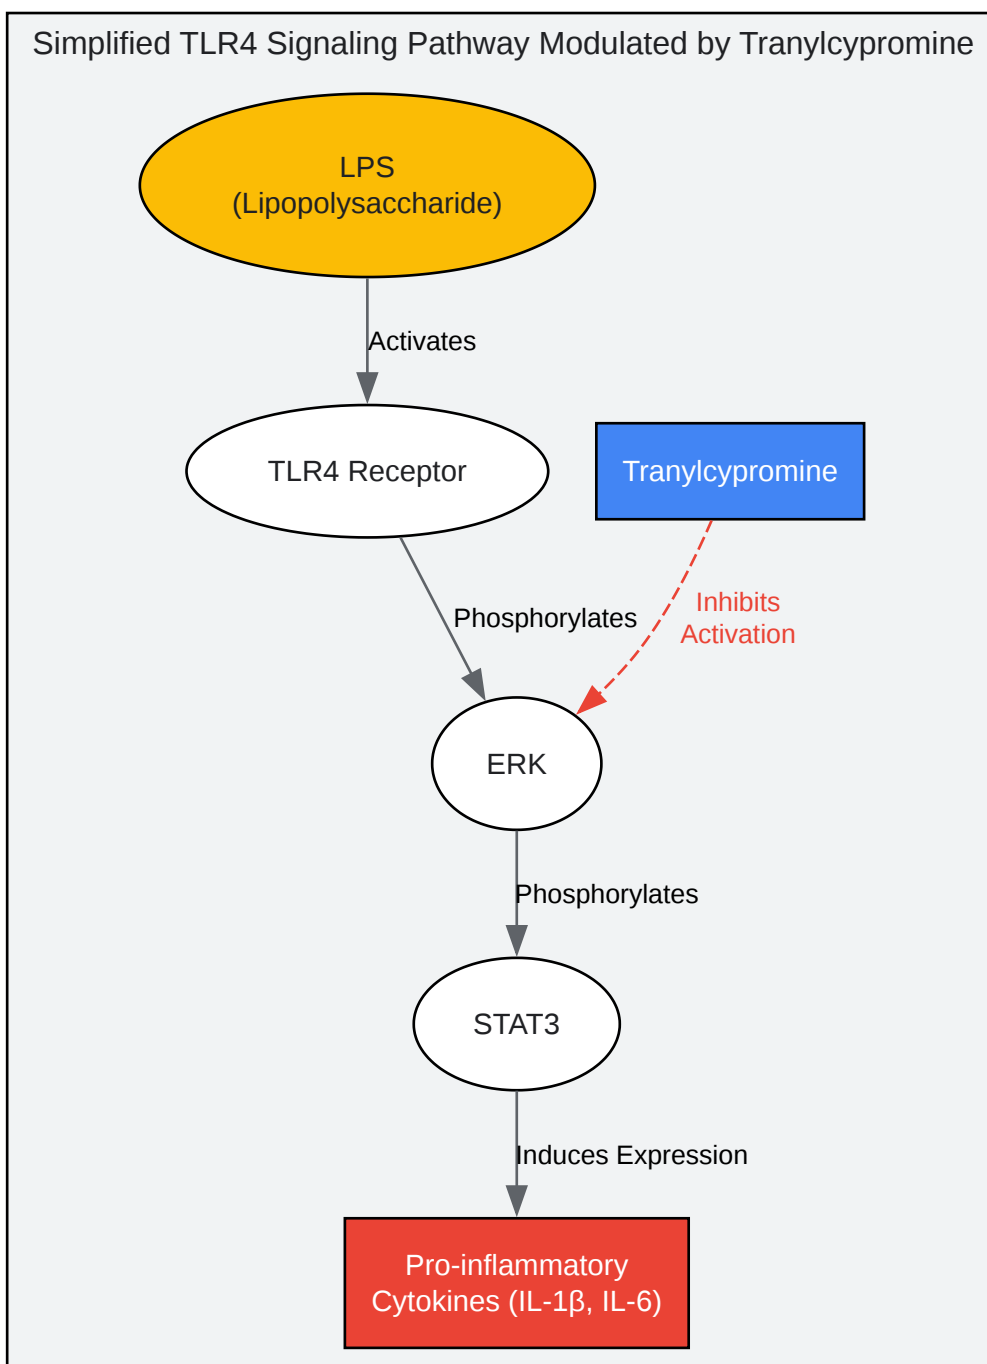 Simplified TLR4 Signaling Pathway Modulated by Tranylcypromine
LPS
(Lipopolysaccharide)
Activates
TLR4 Receptor
Tranylcypromine
Phosphorylates
Inhibits
Activation
ERK
Phosphorylates
STAT3
Induces Expression
Pro-inflammatory
Cytokines (IL-1β, IL-6)